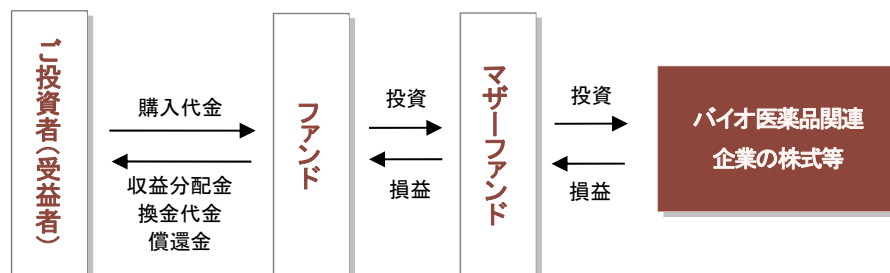 ご投資者(受益者)
購入代金
収益分配金
換金代金
償還金
ファンド
投資
損益
マザーファンド
投資
損益
バイオ医薬品関連
企業の株式等